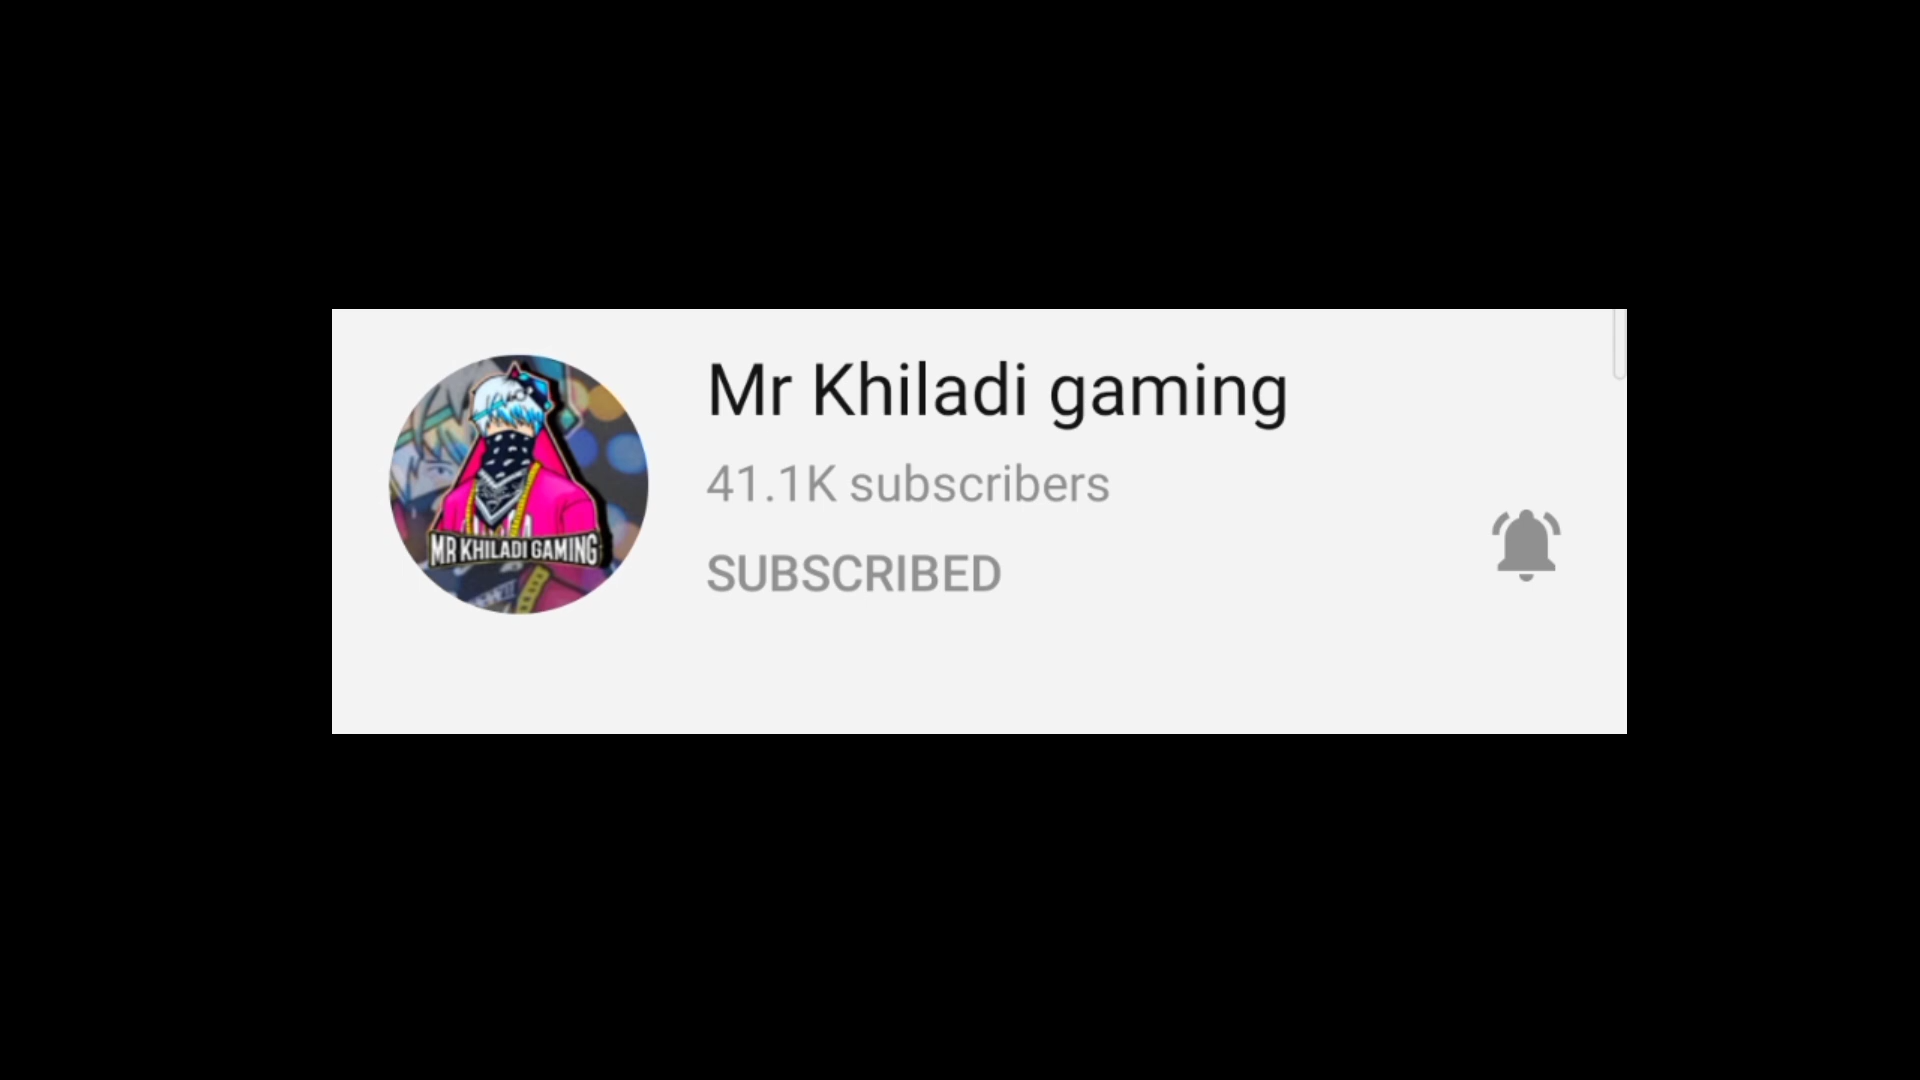 Mr Khiladi gaming
41.1K subscribers
SUBSCRIBED
MR KHILADI GAMING